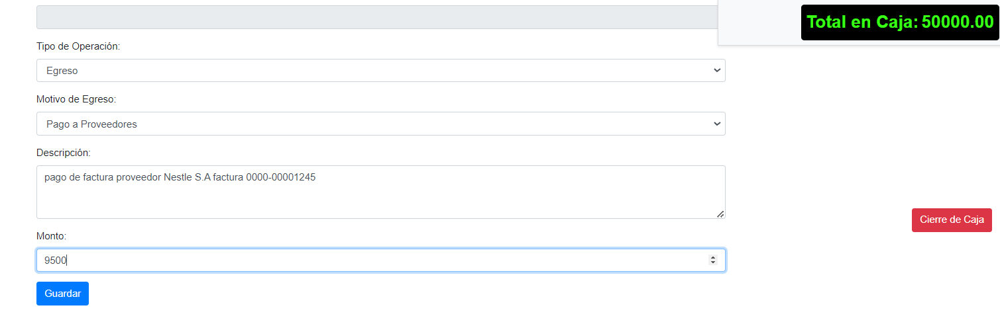 Total en Caja: 50000.00
Tipo de Operación:
Egreso
Motivo de Egreso:
Pago a Proveedores
Descripción:
pago de factura proveedor Nestle S.A factura 0000-00001245
Cierre de Caja
Monto:
9500
Guardar